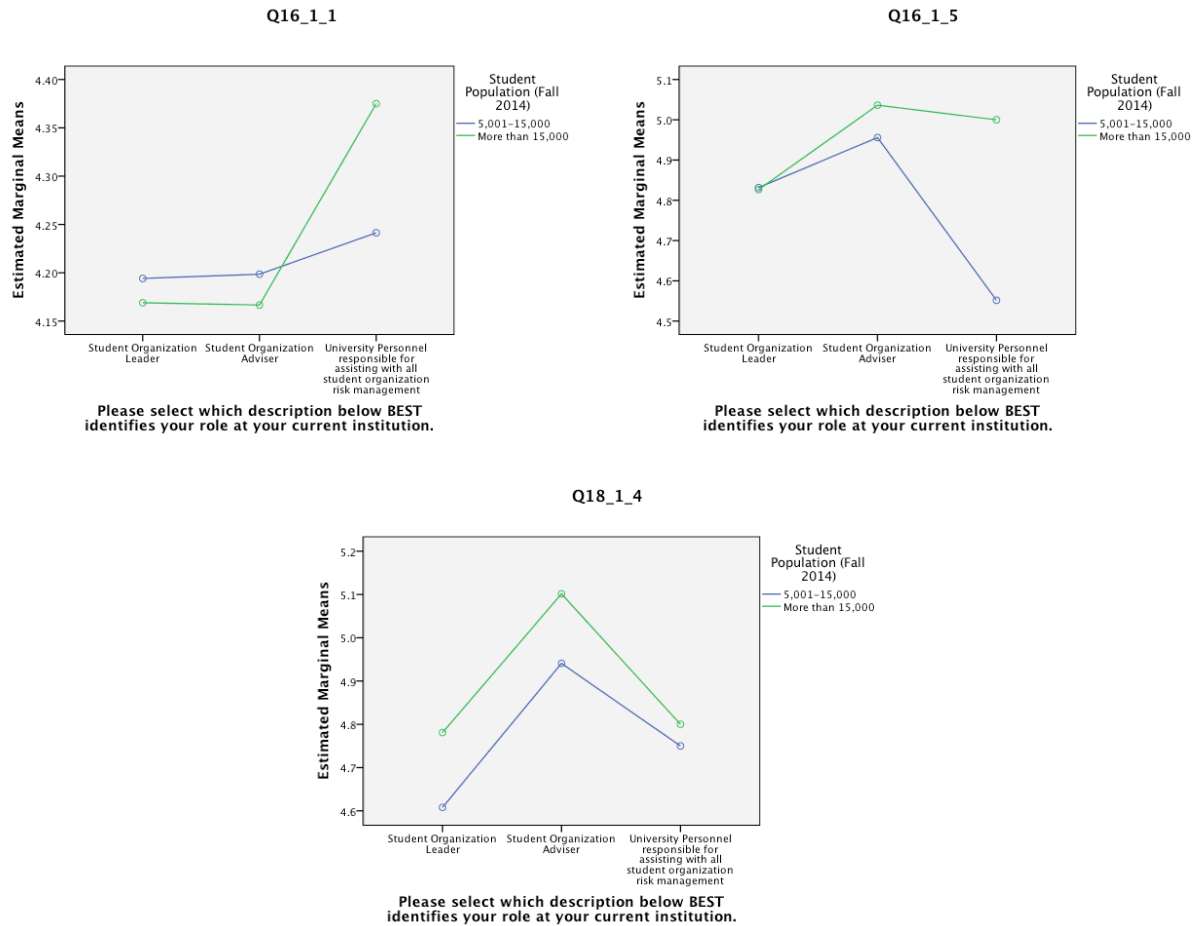 Q16_1_1
Estimated Marginal Means
4.40
4.35
4.30
4.25
4.20
4.15
Student Organization
Leader
Student Organization
Adviser
University Personnel
responsible for
assisting with all
student organization
risk management
Please select which description below BEST
identifies your role at your current institution.
Student
Population (Fall
2014)
5,001-15,000
More than 15,000
Q16_1_5
Estimated Marginal Means
5.1
5.0
4.9
4.8
4.7
4.6
4.5
Student Organization
Leader
Student Organization
Adviser
University Personnel
responsible for
assisting with all
student organization
risk management
Please select which description below BEST
identifies your role at your current institution.
Student
Population (Fall
2014)
5,001-15,000
More than 15,000
Q18_1_4
Estimated Marginal Means
5.2
5.1
5.0
4.9
4.8
4.7
4.6
Student Organization
Leader
Student Organization
Adviser
University Personnel
responsible for
assisting with all
student organization
risk management
Please select which description below BEST
identifies your role at your current institution.
Student
Population (Fall
2014)
5,001-15,000
More than 15,000